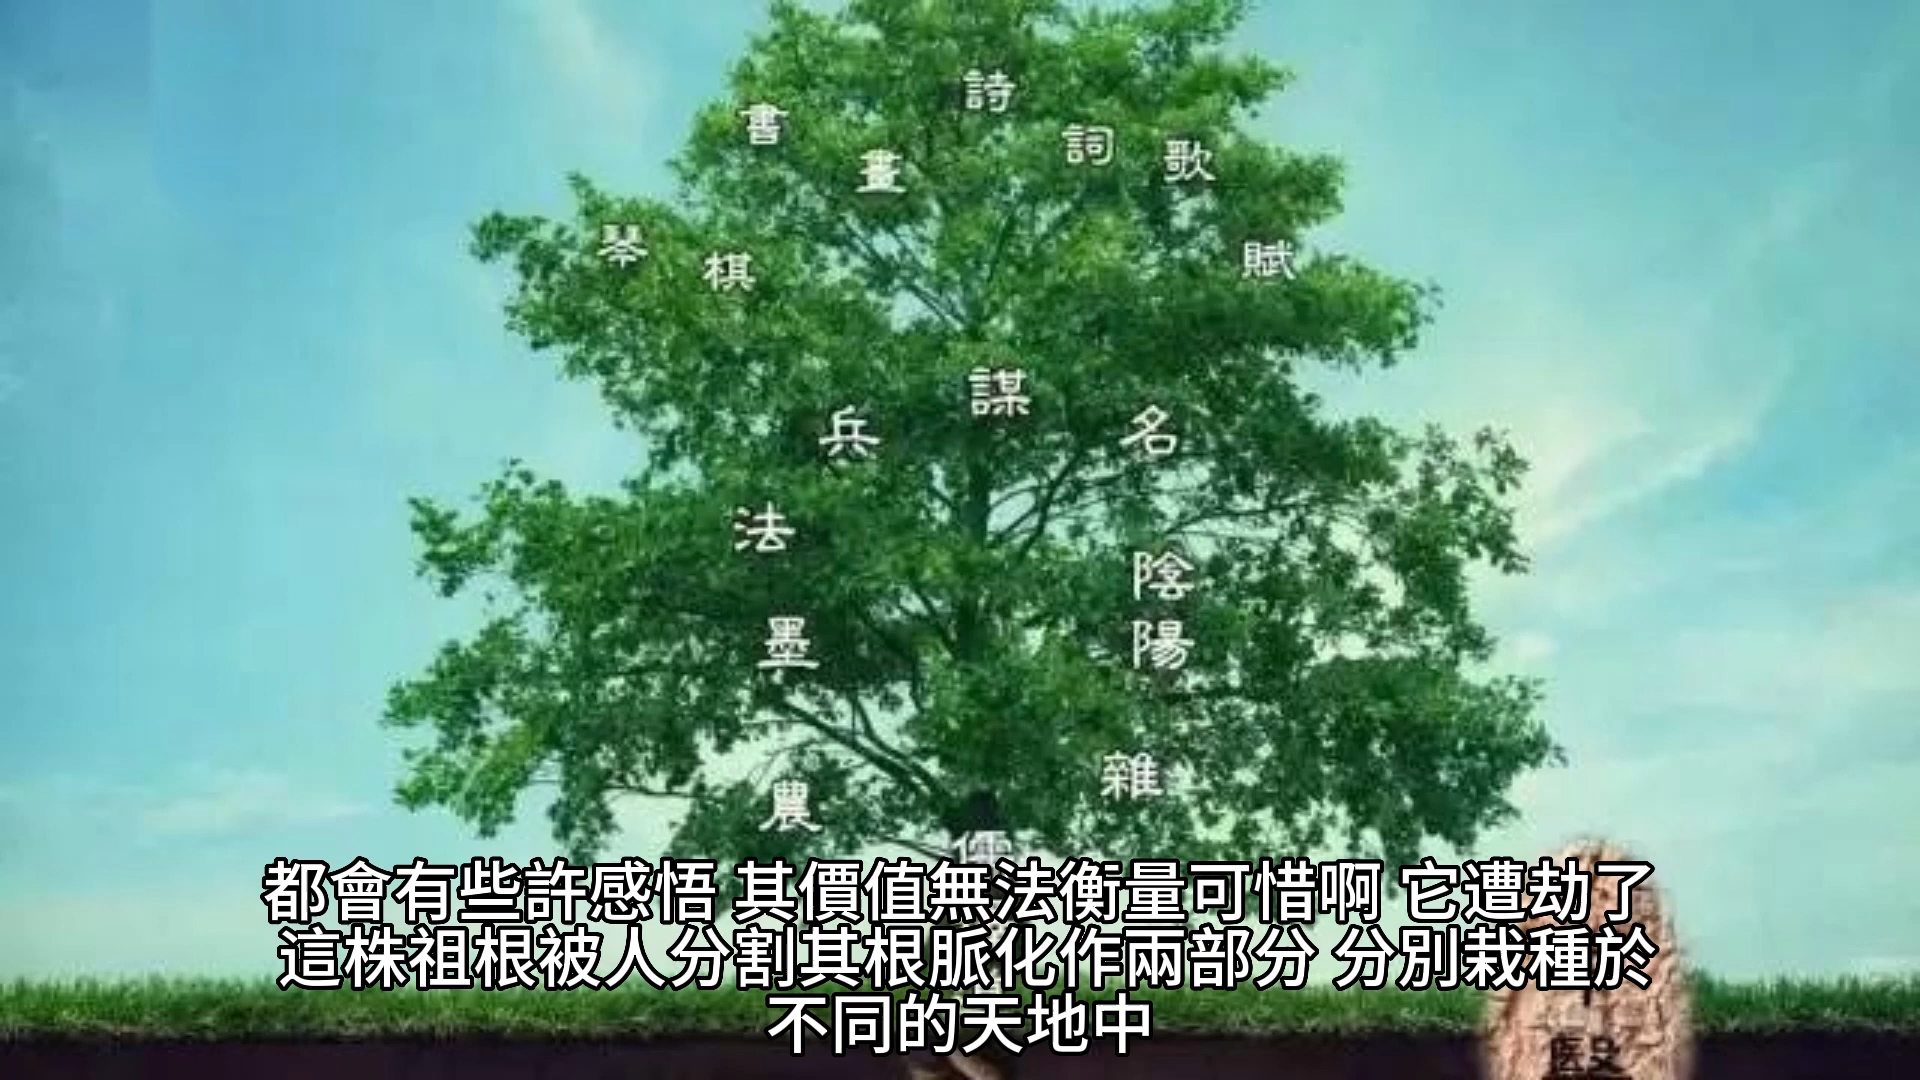 詩
書
詞
歌
畫
琴
棋
賦
謀
兵
名
法
陰
陽
墨
雜
農
儒
都會有些許感悟 其價值無法衡量可惜啊 它遭劫了
這株祖根被人分割其根脈化作兩部分 分別栽種於
不同的天地中